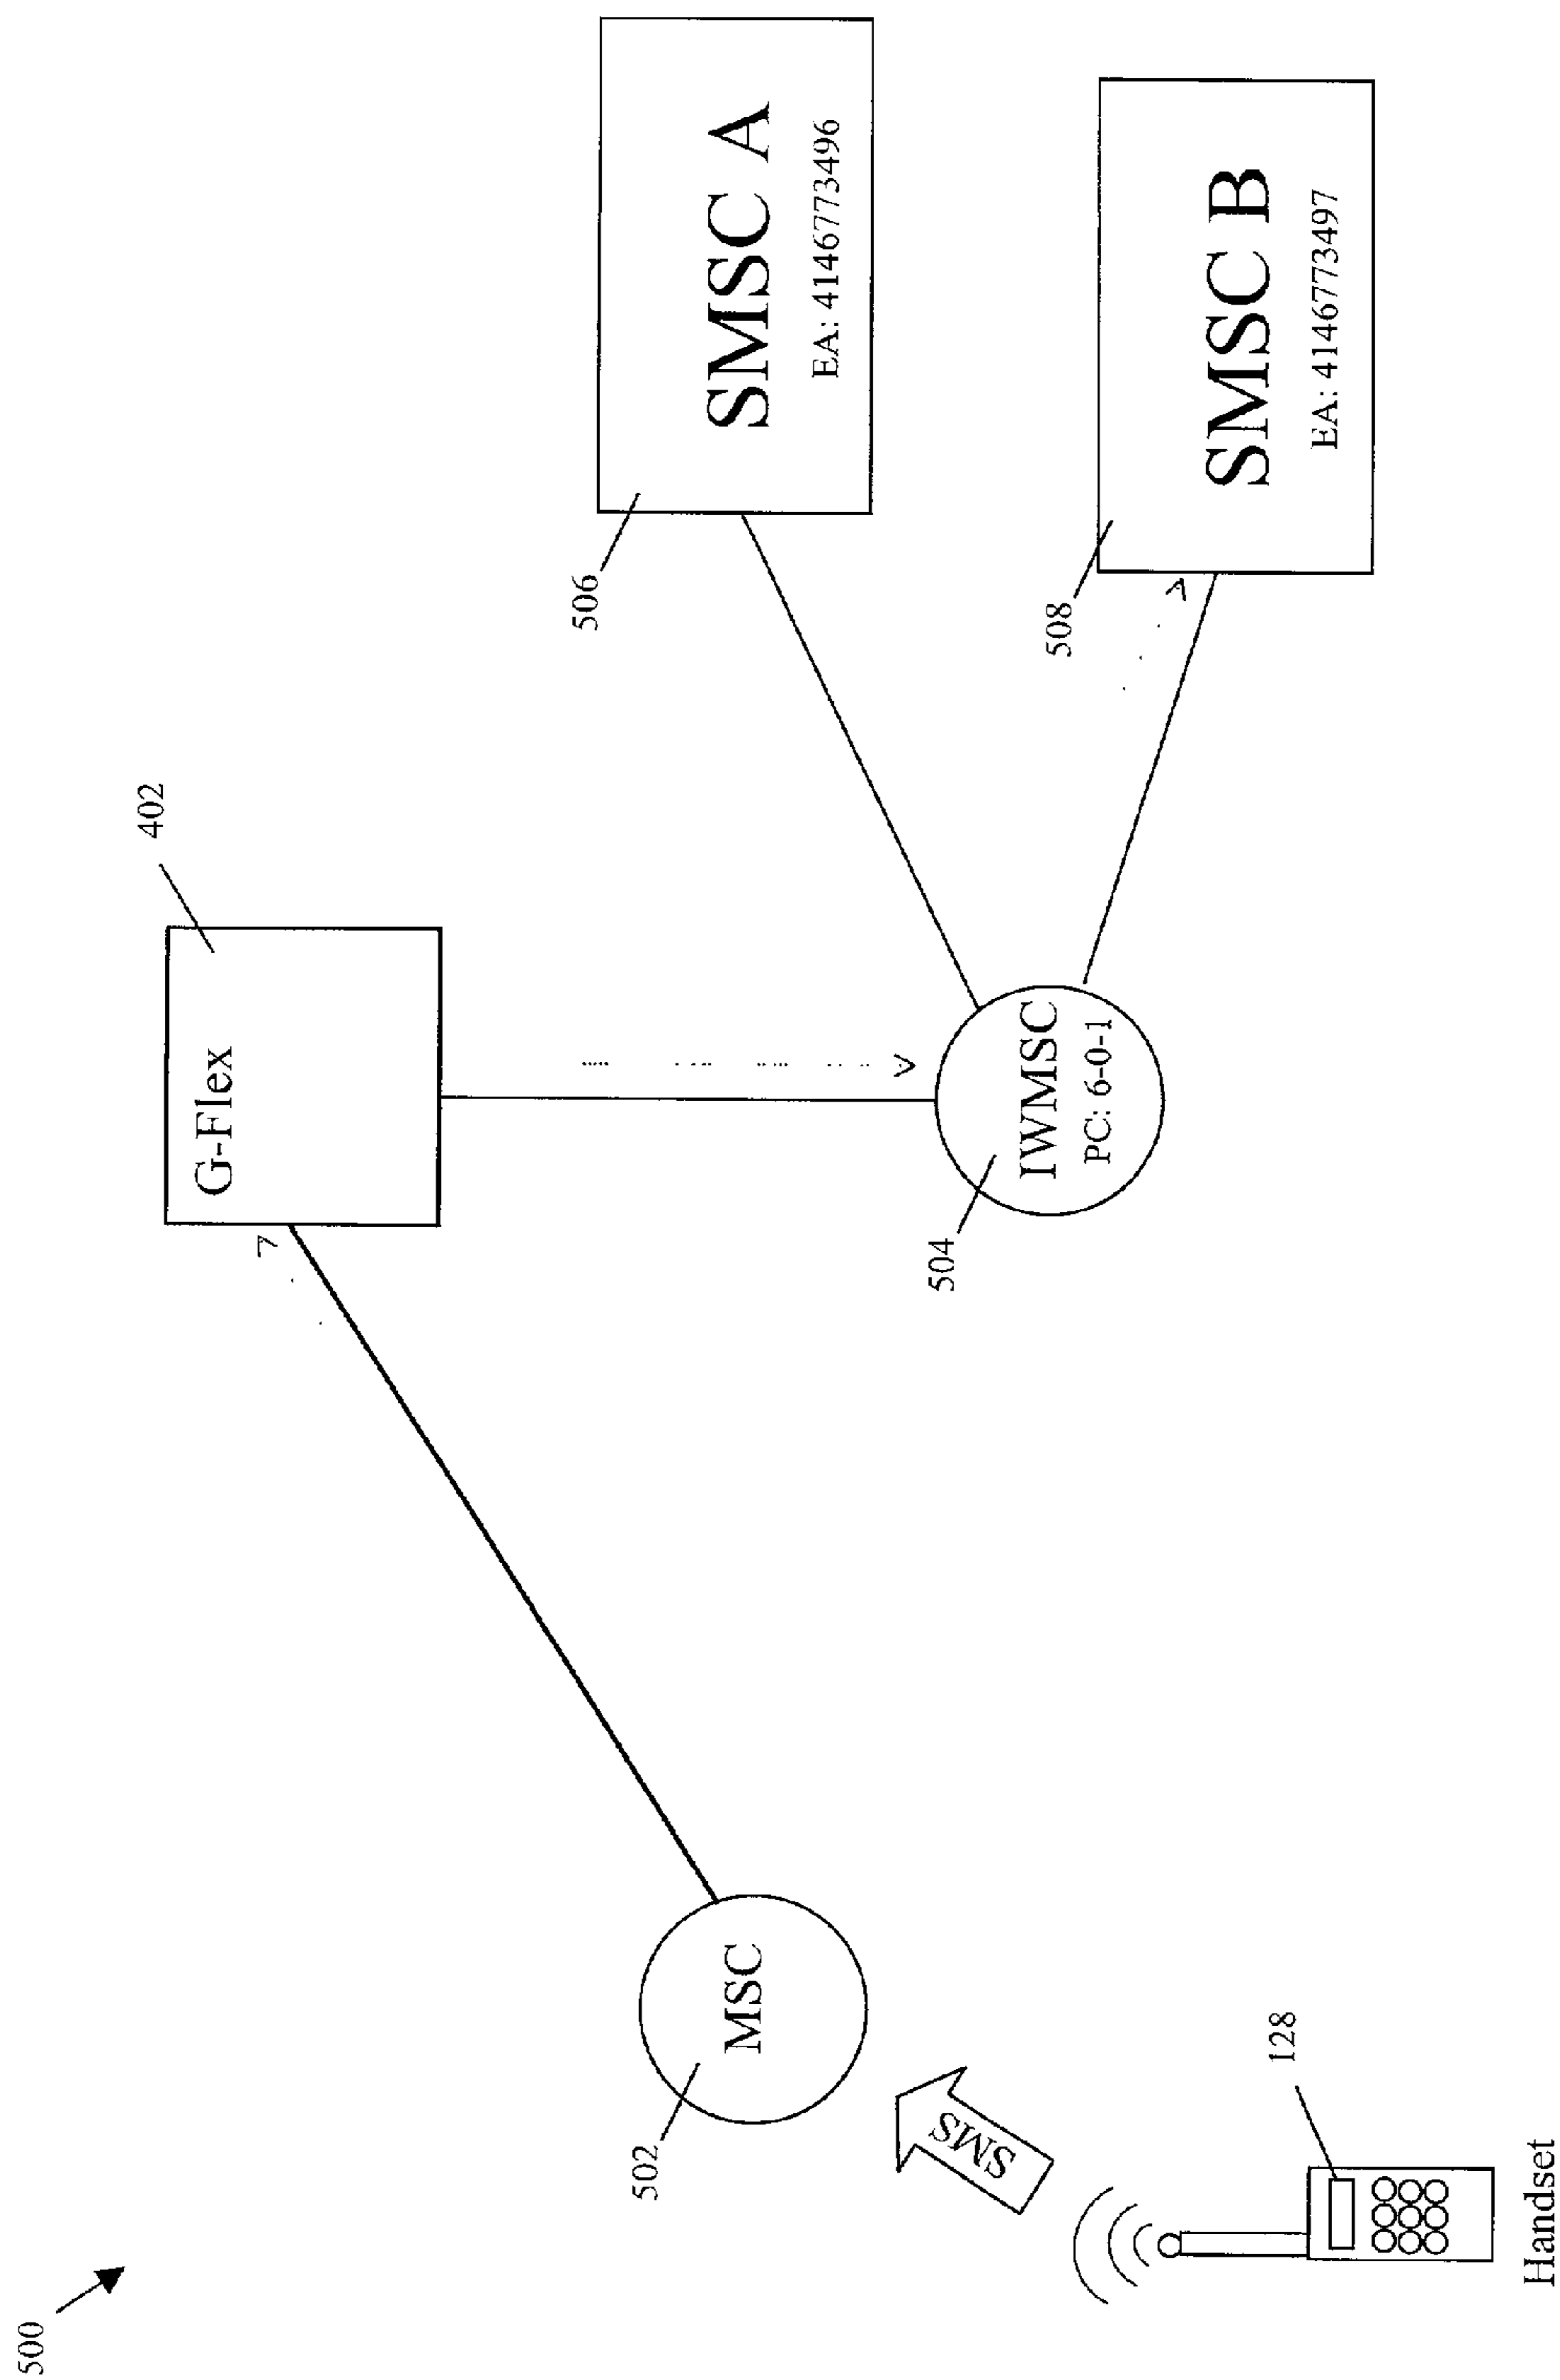 500
402
G-Flex
506
SMSC A
EA: 4146773496
502
MSC
504
IWMSC
PC: 6-0-1
508
SMSC B
EA: 4146773497
SMS
128
Handset